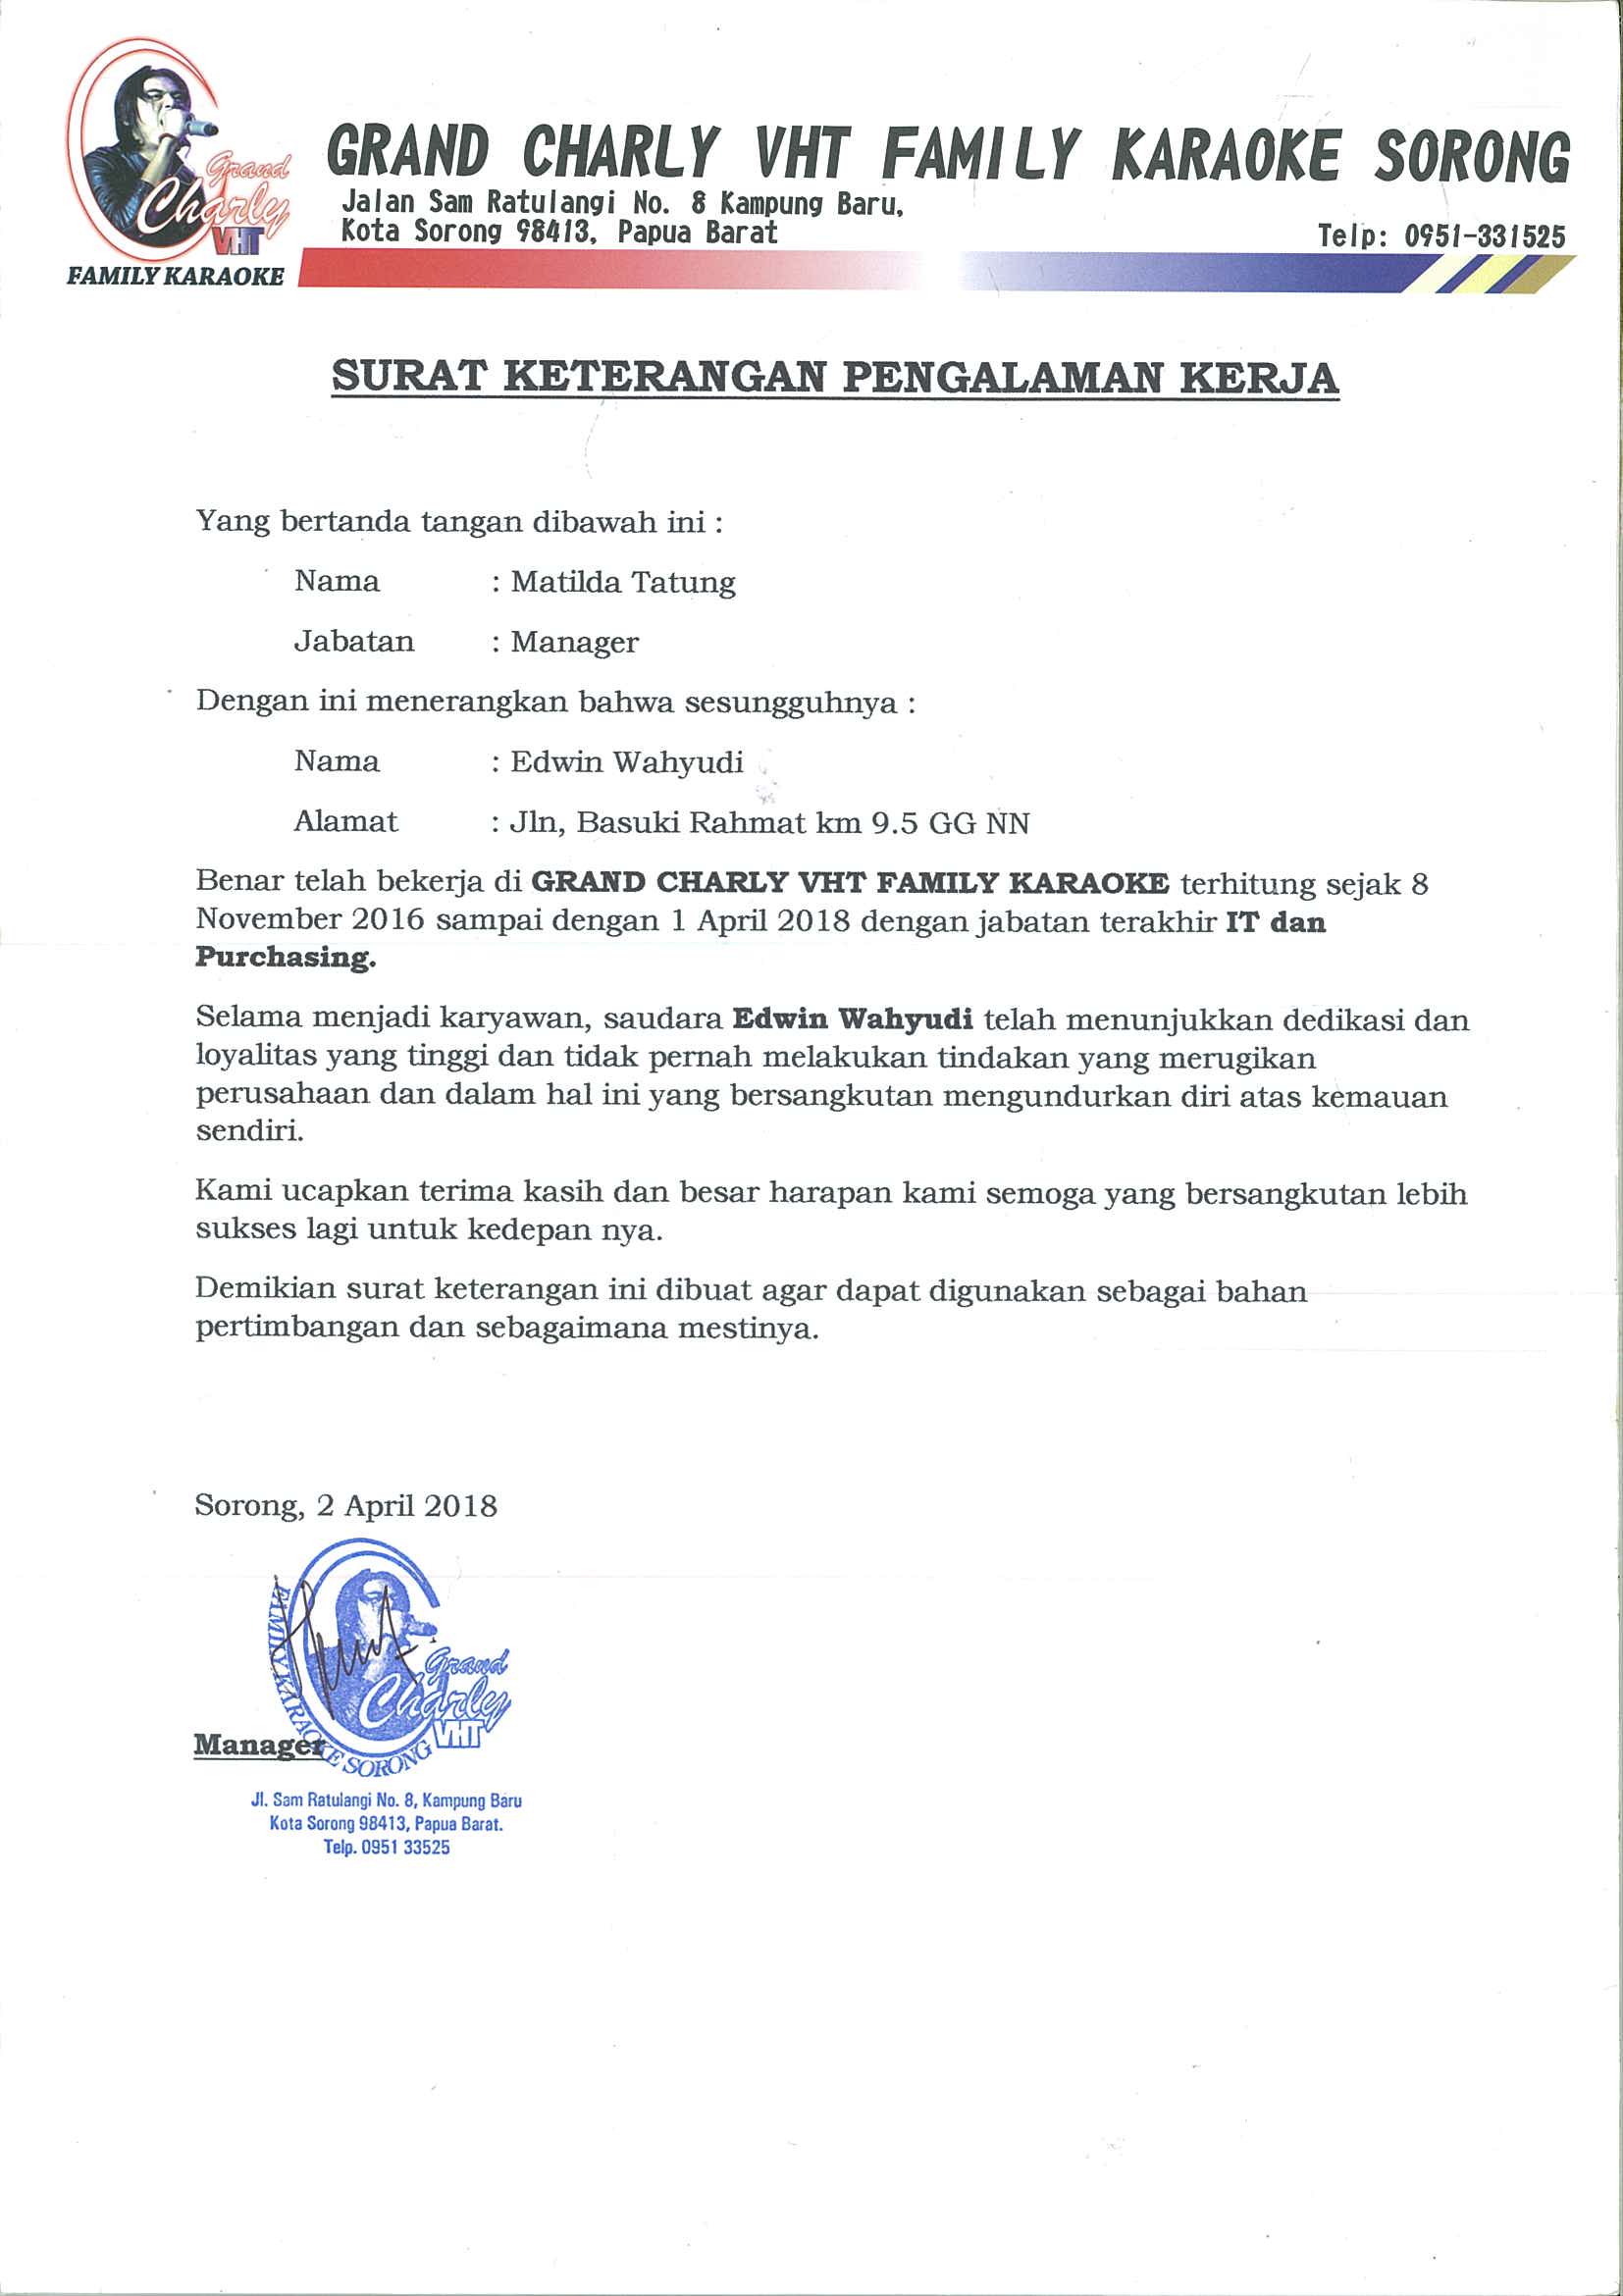 Grand
Charly
VHT
FAMILY KARAOKE
GRAND CHARLY VHT FAMILY KARAOKE SORONG
Jalan Sam Ratulangi No. 8 Kampung Baru,
Kota Sorong 98413, Papua Barat
Telp: 0951-331525
SURAT KETERANGAN PENGALAMAN KERJA
Yang bertanda tangan dibawah ini :
Nama : Matilda Tatung
Jabatan : Manager
Dengan ini menerangkan bahwa sesungguhnya :
Nama : Edwin Wahyudi
Alamat : Jln, Basuki Rahmat km 9.5 GG NN
Benar telah bekerja di GRAND CHARLY VHT FAMILY KARAOKE terhitung sejak 8
November 2016 sampai dengan 1 April 2018 dengan jabatan terakhir IT dan
Purchasing.
Selama menjadi karyawan, saudara Edwin Wahyudi telah menunjukkan dedikasi dan
loyalitas yang tinggi dan tidak pernah melakukan tindakan yang merugikan
perusahaan dan dalam hal ini yang bersangkutan mengundurkan diri atas kemauan
sendiri.
Kami ucapkan terima kasih dan besar harapan kami semoga yang bersangkutan lebih
sukses lagi untuk kedepan nya.
Demikian surat keterangan ini dibuat agar dapat digunakan sebagai bahan
pertimbangan dan sebagaimana mestinya.
Sorong, 2 April 2018
FAMILY KARAOKE SORONG
Grand
Charly
VHT
Manager
Jl. Sam Ratulangi No. 8, Kampung Baru
Kota Sorong 98413, Papua Barat.
Telp. 0951 33525